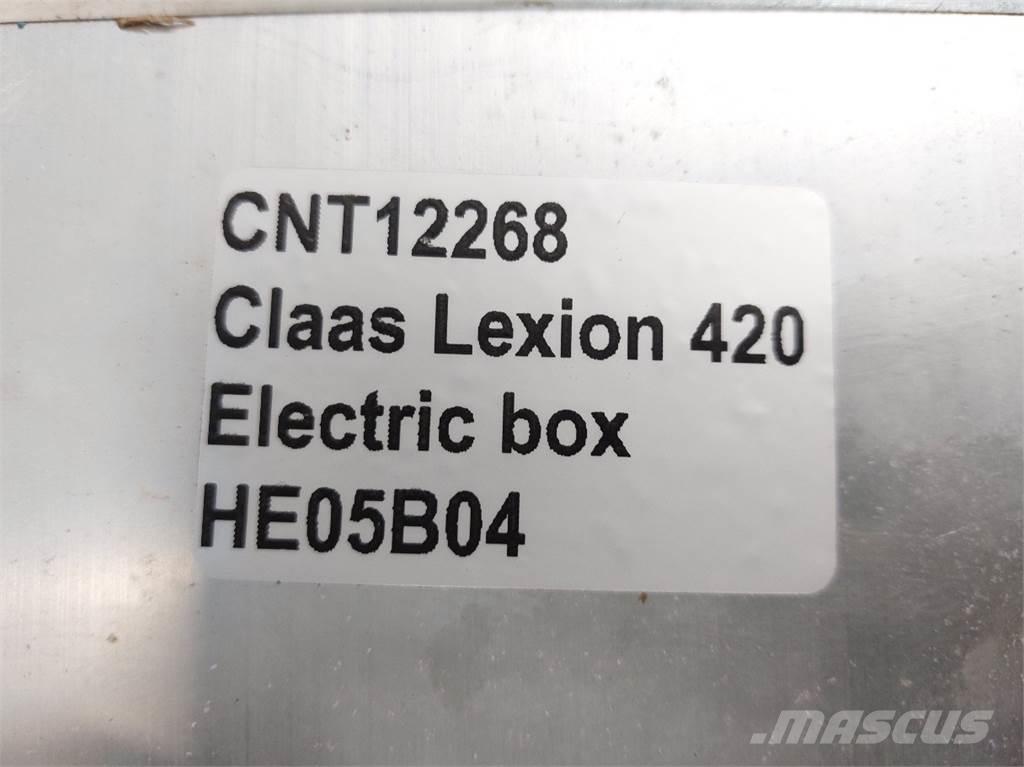 CNT12268
Claas Lexion 420
Electric box
HE05B04
MASCUS